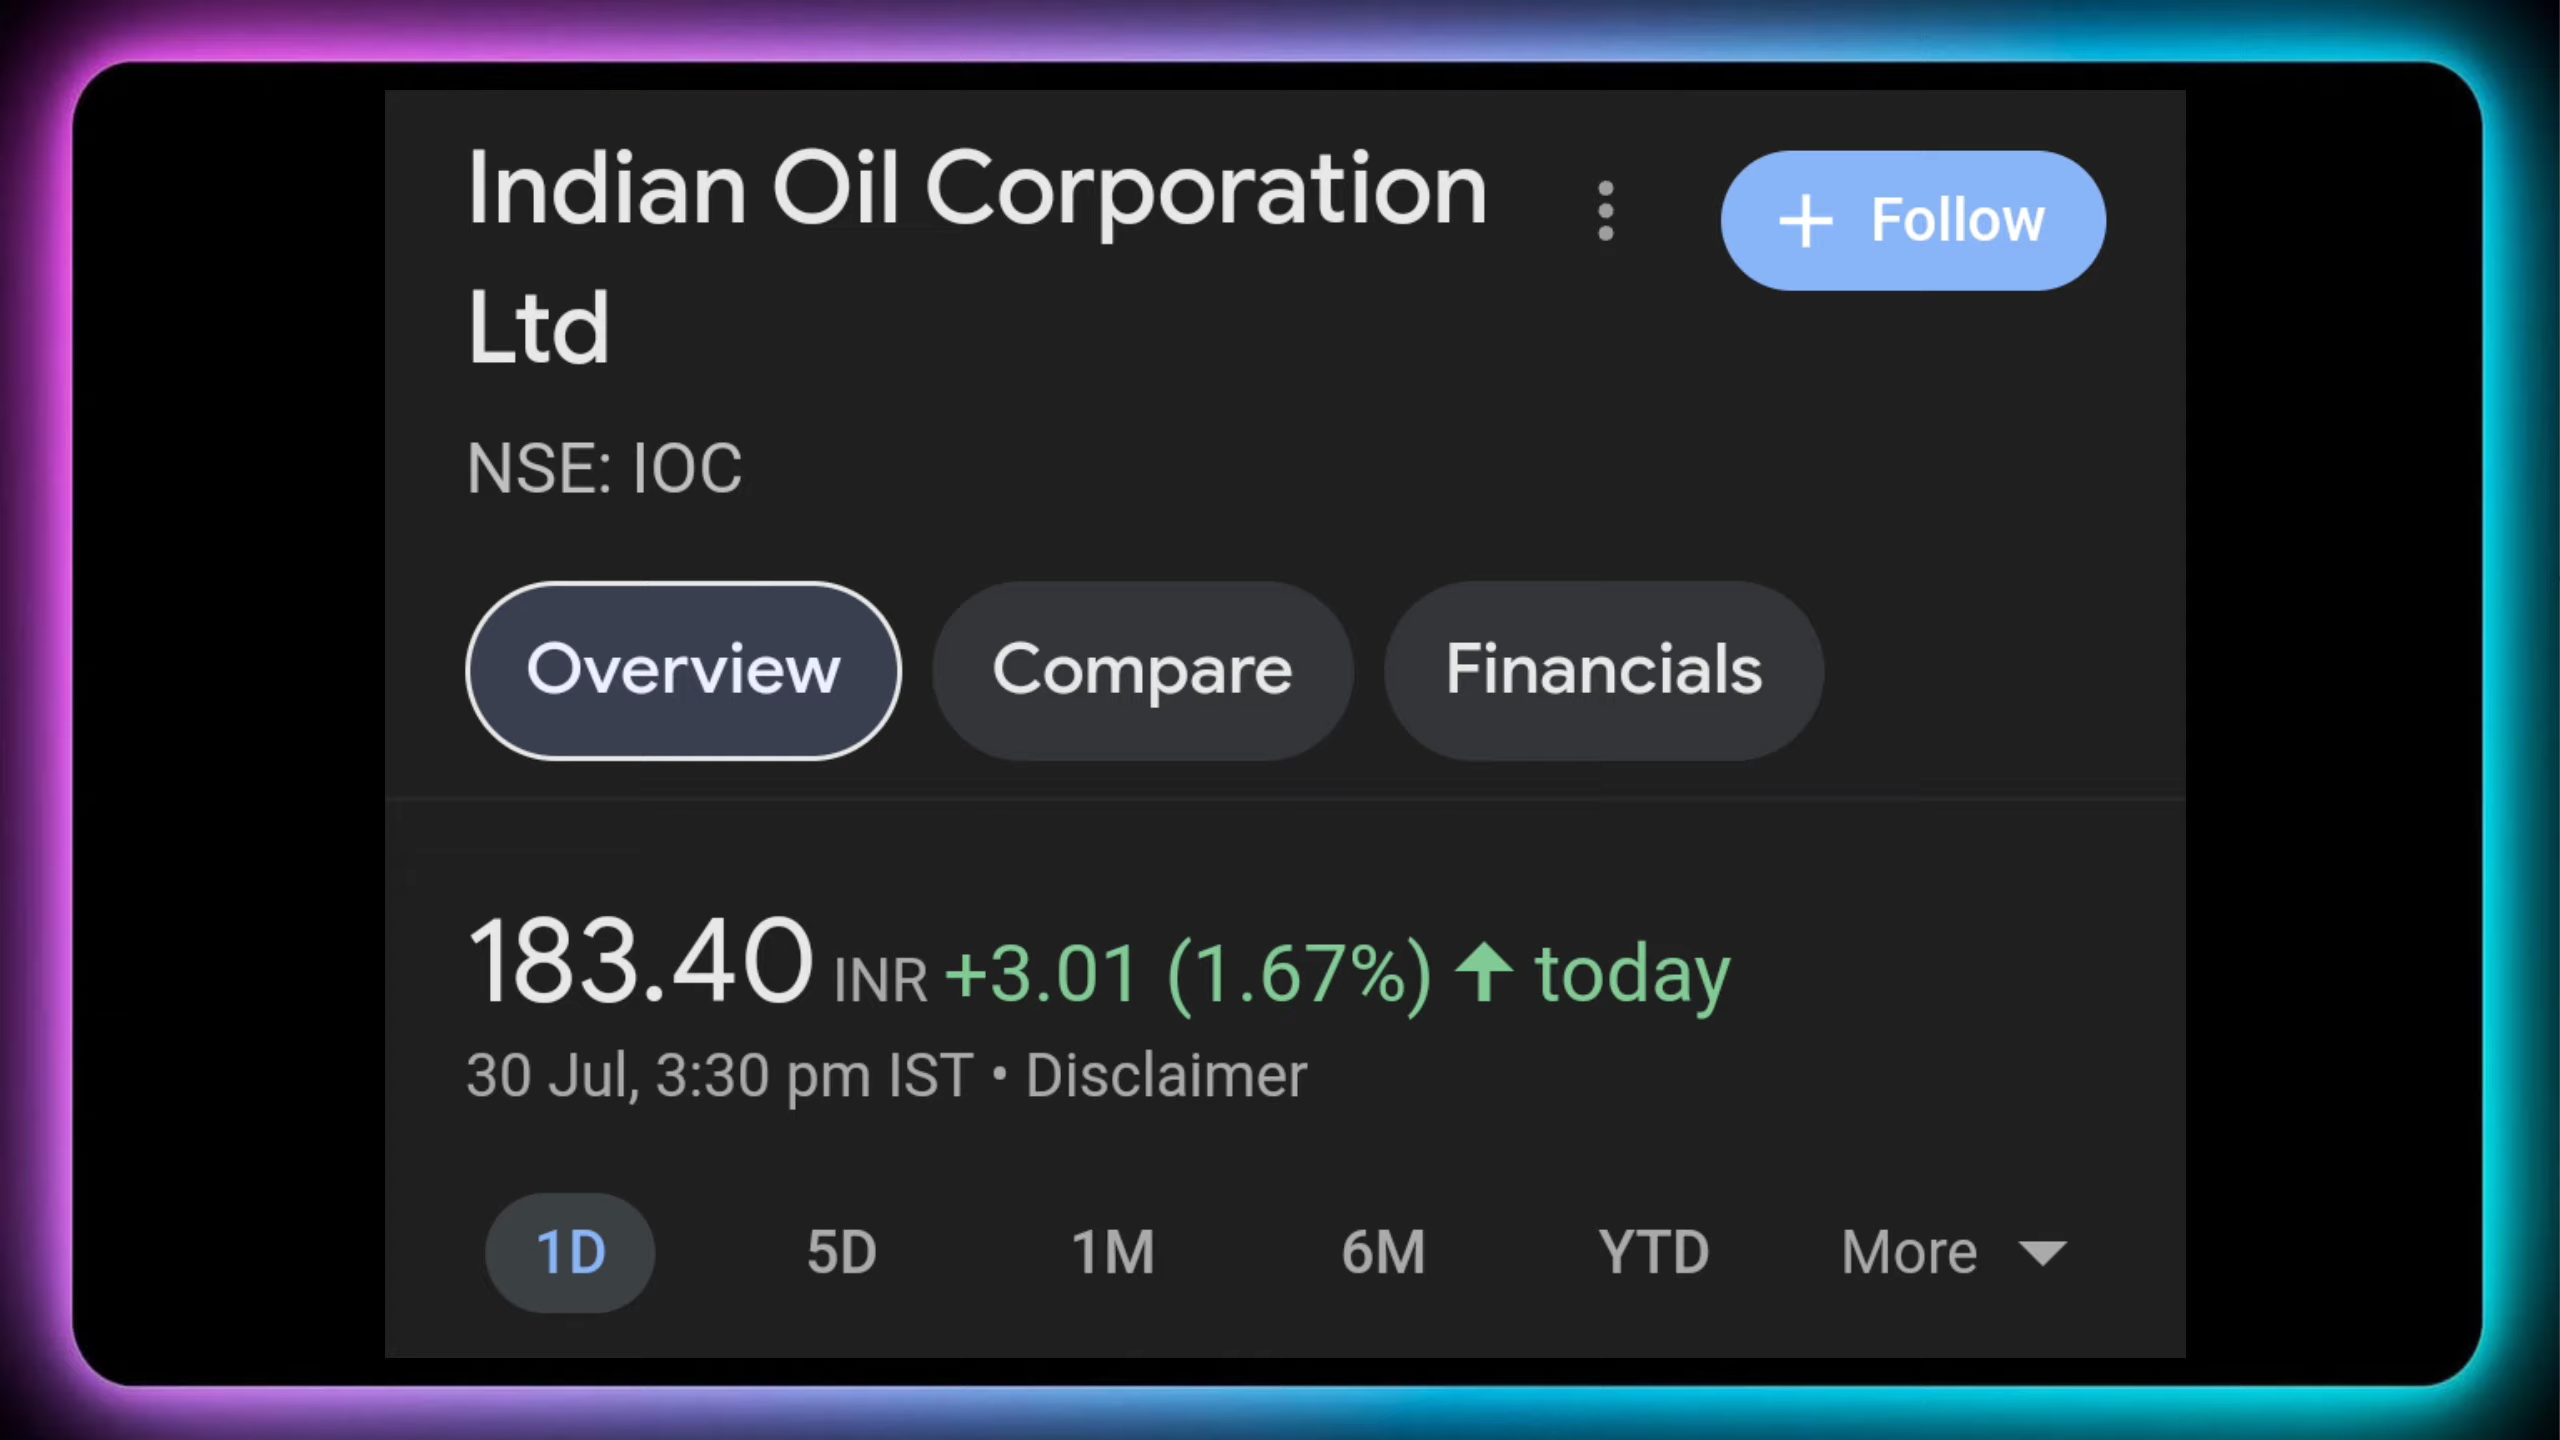 Indian Oil Corporation
Ltd
+ Follow
NSE: IOC
Overview
Compare
Financials
183.40 INR +3.01 (1.67%) ↑ today
30 Jul, 3:30 pm IST • Disclaimer
1D 5D 1M 6M YTD More